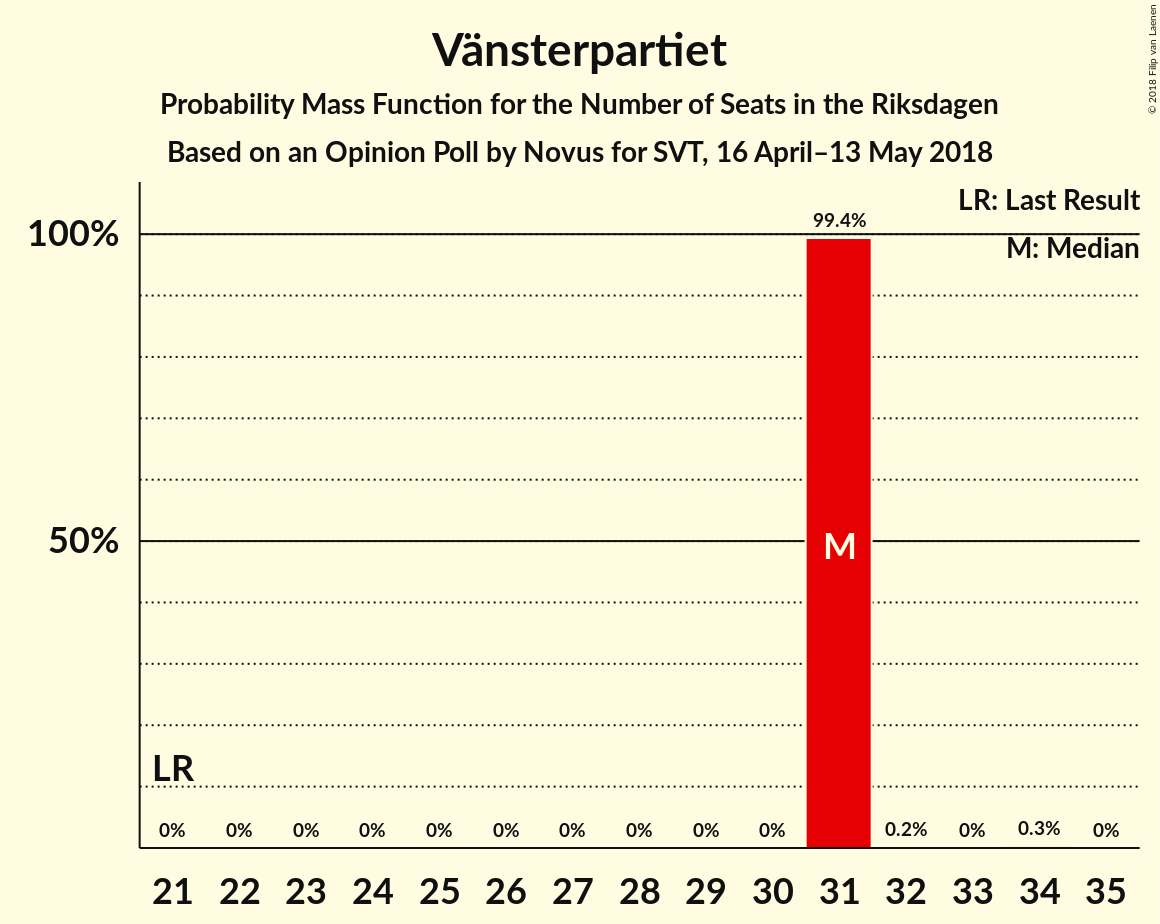 Vänsterpartiet
Probability Mass Function for the Number of Seats in the Riksdagen
Based on an Opinion Poll by Novus for SVT, 16 April–13 May 2018
© 2018 Filip van Laenen
LR: Last Result
M: Median
99.4%
100%
50%
M
LR
0% 0% 0% 0% 0% 0% 0% 0% 0% 0% 0.2% 0% 0.3% 0%
21 22 23 24 25 26 27 28 29 30 31 32 33 34 35